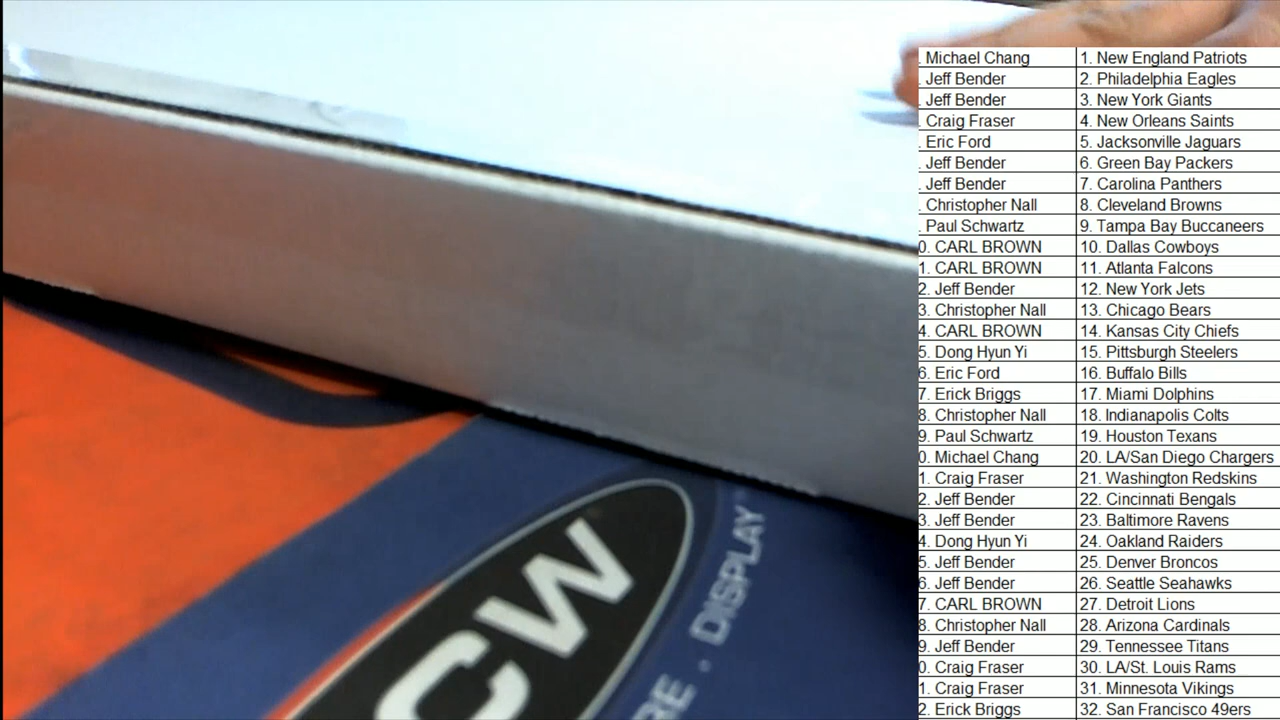 . Michael Chang 1. New England Patriots
. Jeff Bender 2. Philadelphia Eagles
. Jeff Bender 3. New York Giants
. Craig Fraser 4. New Orleans Saints
. Eric Ford 5. Jacksonville Jaguars
. Jeff Bender 6. Green Bay Packers
. Jeff Bender 7. Carolina Panthers
. Christopher Nall 8. Cleveland Browns
. Paul Schwartz 9. Tampa Bay Buccaneers
0. CARL BROWN 10. Dallas Cowboys
1. CARL BROWN 11. Atlanta Falcons
2. Jeff Bender 12. New York Jets
3. Christopher Nall 13. Chicago Bears
4. CARL BROWN 14. Kansas City Chiefs
5. Dong Hyun Yi 15. Pittsburgh Steelers
6. Eric Ford 16. Buffalo Bills
7. Erick Briggs 17. Miami Dolphins
8. Christopher Nall 18. Indianapolis Colts
9. Paul Schwartz 19. Houston Texans
0. Michael Chang 20. LA/San Diego Chargers
1. Craig Fraser 21. Washington Redskins
2. Jeff Bender 22. Cincinnati Bengals
3. Jeff Bender 23. Baltimore Ravens
4. Dong Hyun Yi 24. Oakland Raiders
5. Jeff Bender 25. Denver Broncos
6. Jeff Bender 26. Seattle Seahawks
7. CARL BROWN 27. Detroit Lions
8. Christopher Nall 28. Arizona Cardinals
9. Jeff Bender 29. Tennessee Titans
0. Craig Fraser 30. LA/St. Louis Rams
1. Craig Fraser 31. Minnesota Vikings
2. Erick Briggs 32. San Francisco 49ers
CW
RE . DISPLAY